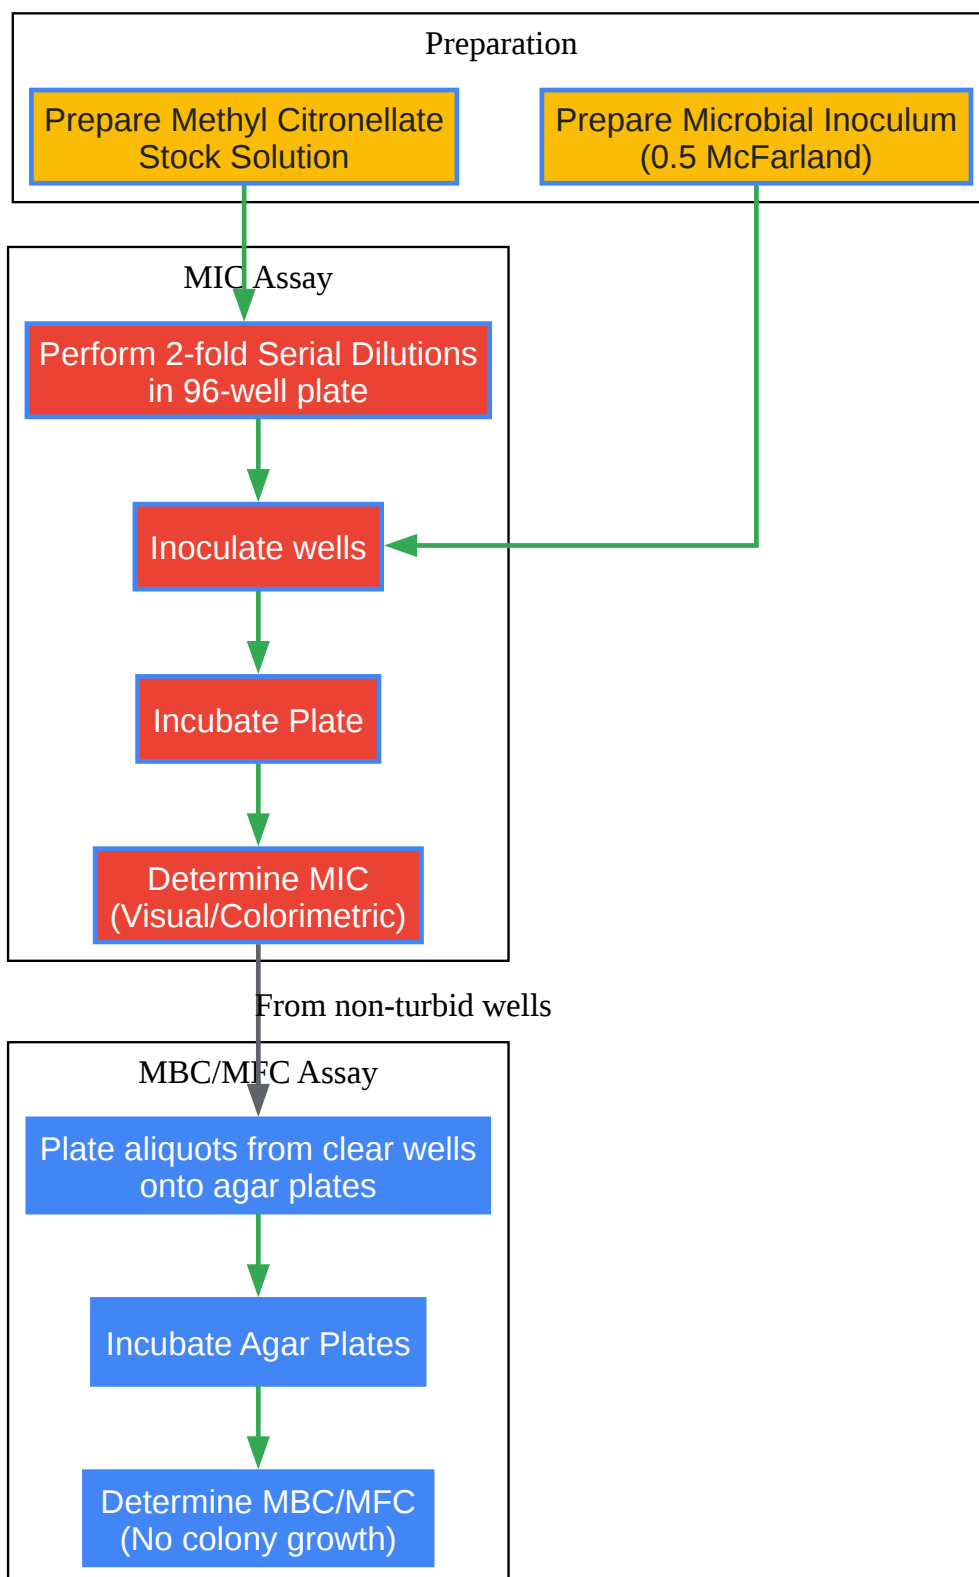 Preparation
Prepare Methyl Citronellate
Stock Solution
Prepare Microbial Inoculum
(0.5 McFarland)
MIC Assay
Perform 2-fold Serial Dilutions
in 96-well plate
Inoculate wells
Incubate Plate
Determine MIC
(Visual/Colorimetric)
From non-turbid wells
MBC/MFC Assay
Plate aliquots from clear wells
onto agar plates
Incubate Agar Plates
Determine MBC/MFC
(No colony growth)